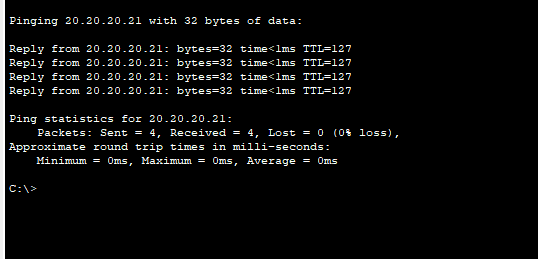 Pinging 20.20.20.21 with 32 bytes of data:
Reply from 20.20.20.21: bytes=32 time<1ms TTL=127
Reply from 20.20.20.21: bytes=32 time<1ms TTL=127
Reply from 20.20.20.21: bytes=32 time<1ms TTL=127
Reply from 20.20.20.21: bytes=32 time<1ms TTL=127
Ping statistics for 20.20.20.21:
    Packets: Sent = 4, Received = 4, Lost = 0 (0% loss),
Approximate round trip times in milli-seconds:
    Minimum = 0ms, Maximum = 0ms, Average = 0ms
C:\>